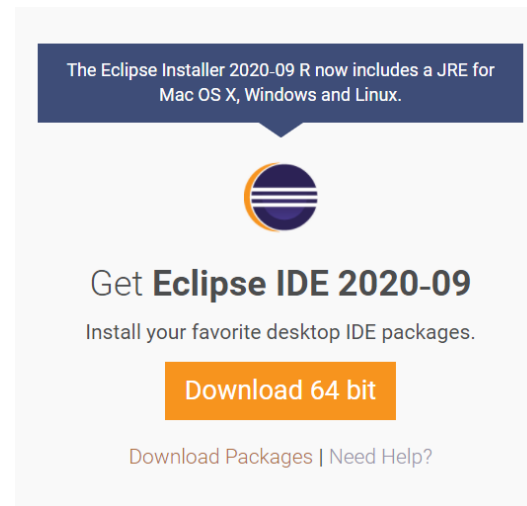 The Eclipse Installer 2020-09 R now includes a JRE for
Mac OS X, Windows and Linux.
Get Eclipse IDE 2020-09
Install your favorite desktop IDE packages.
Download 64 bit
Download Packages | Need Help?